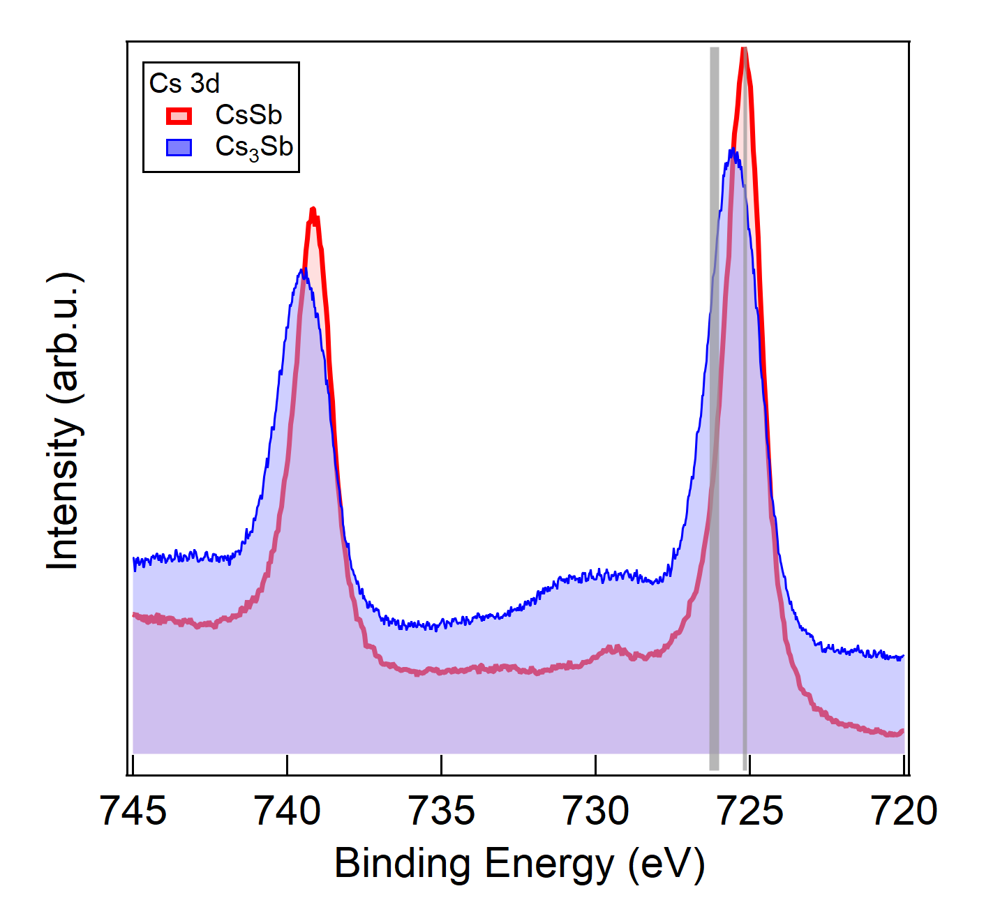 Cs 3d
CsSb
Cs₃Sb
Intensity (arb.u.)
745 740 735 730 725 720
Binding Energy (eV)